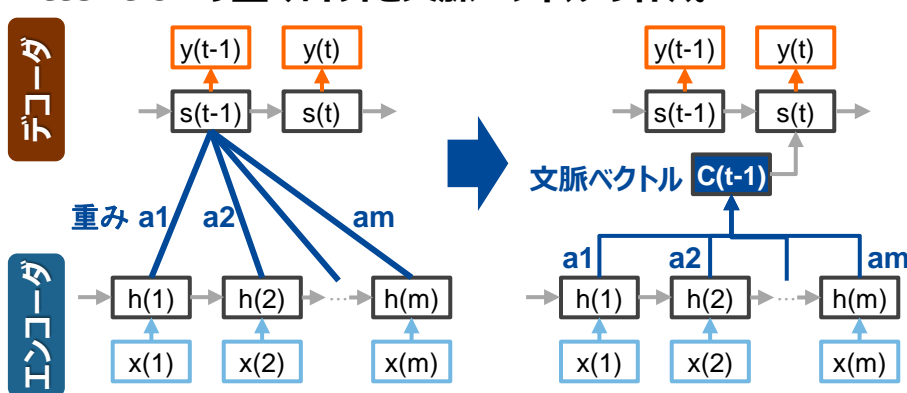 デコーダ
y(t-1)
y(t)
s(t-1)
s(t)
重み a1
a2
am
エンコーダ
h(1)
h(2)
...
h(m)
x(1)
x(2)
x(m)
y(t-1)
y(t)
s(t-1)
s(t)
文脈ベクトル C(t-1)
a1
a2
am
h(1)
h(2)
...
h(m)
x(1)
x(2)
x(m)